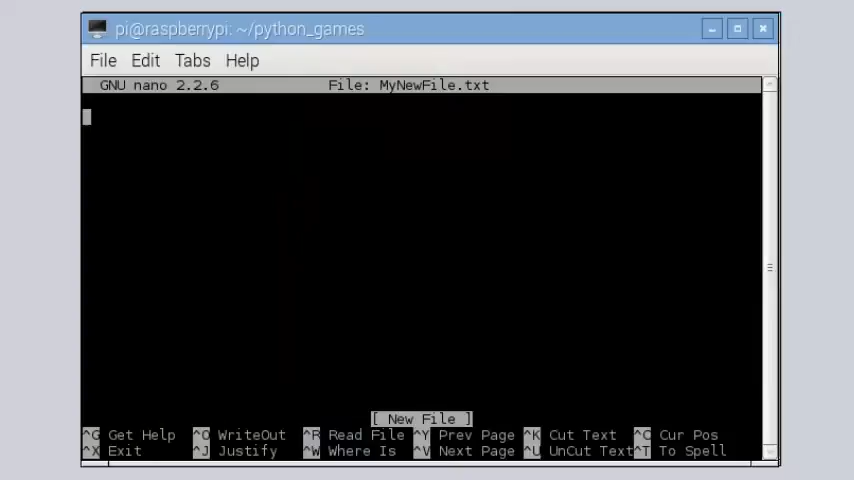 pi@raspberrypi: ~/python_games
File Edit Tabs Help
GNU nano 2.2.6 File: MyNewFile.txt
[ New File ]
^G Get Help ^O WriteOut ^R Read File ^Y Prev Page ^K Cut Text ^C Cur Pos
^X Exit ^J Justify ^W Where Is ^V Next Page ^U UnCut Text ^T To Spell